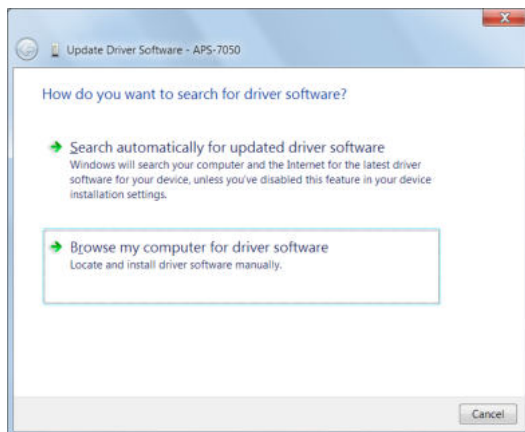 Update Driver Software - APS-7050
How do you want to search for driver software?
Search automatically for updated driver software
Windows will search your computer and the Internet for the latest driver
software for your device, unless you've disabled this feature in your device
installation settings.
Browse my computer for driver software
Locate and install driver software manually.
Cancel